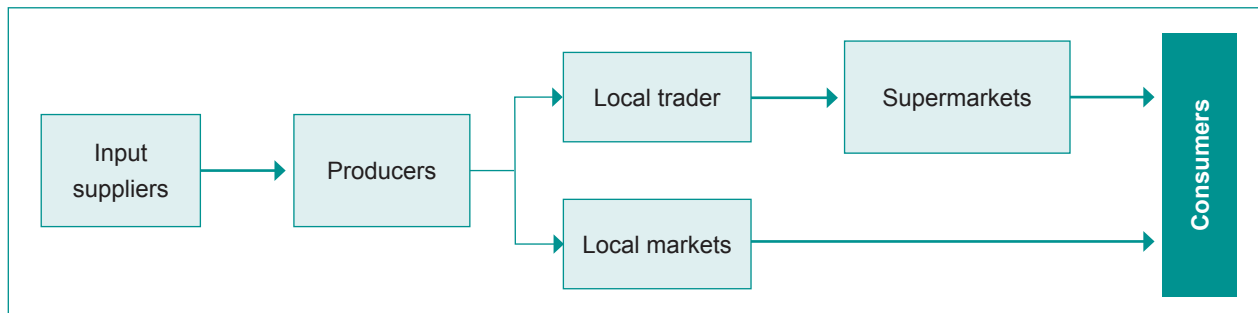 Input
suppliers
Producers
Local trader
Supermarkets
Local markets
Consumers